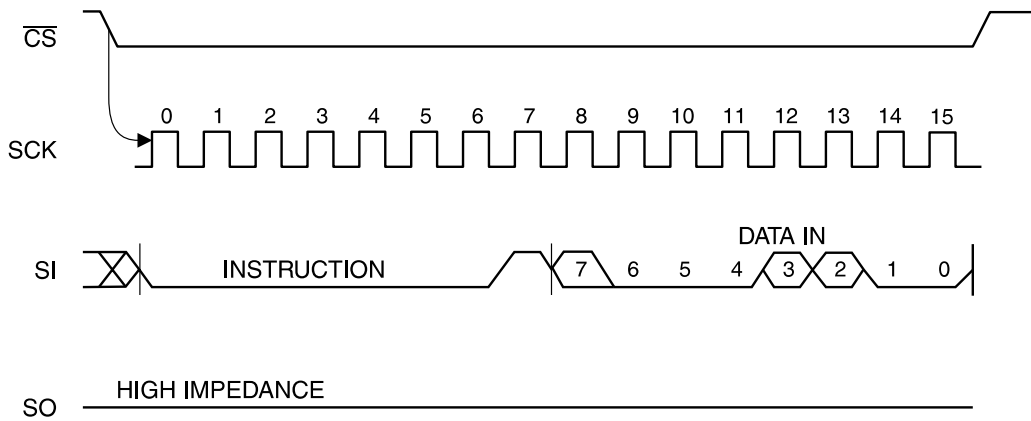 CS
0 1 2 3 4 5 6 7 8 9 10 11 12 13 14 15
SCK
DATA IN
SI
INSTRUCTION
7 6 5 4 3 2 1 0
HIGH IMPEDANCE
SO